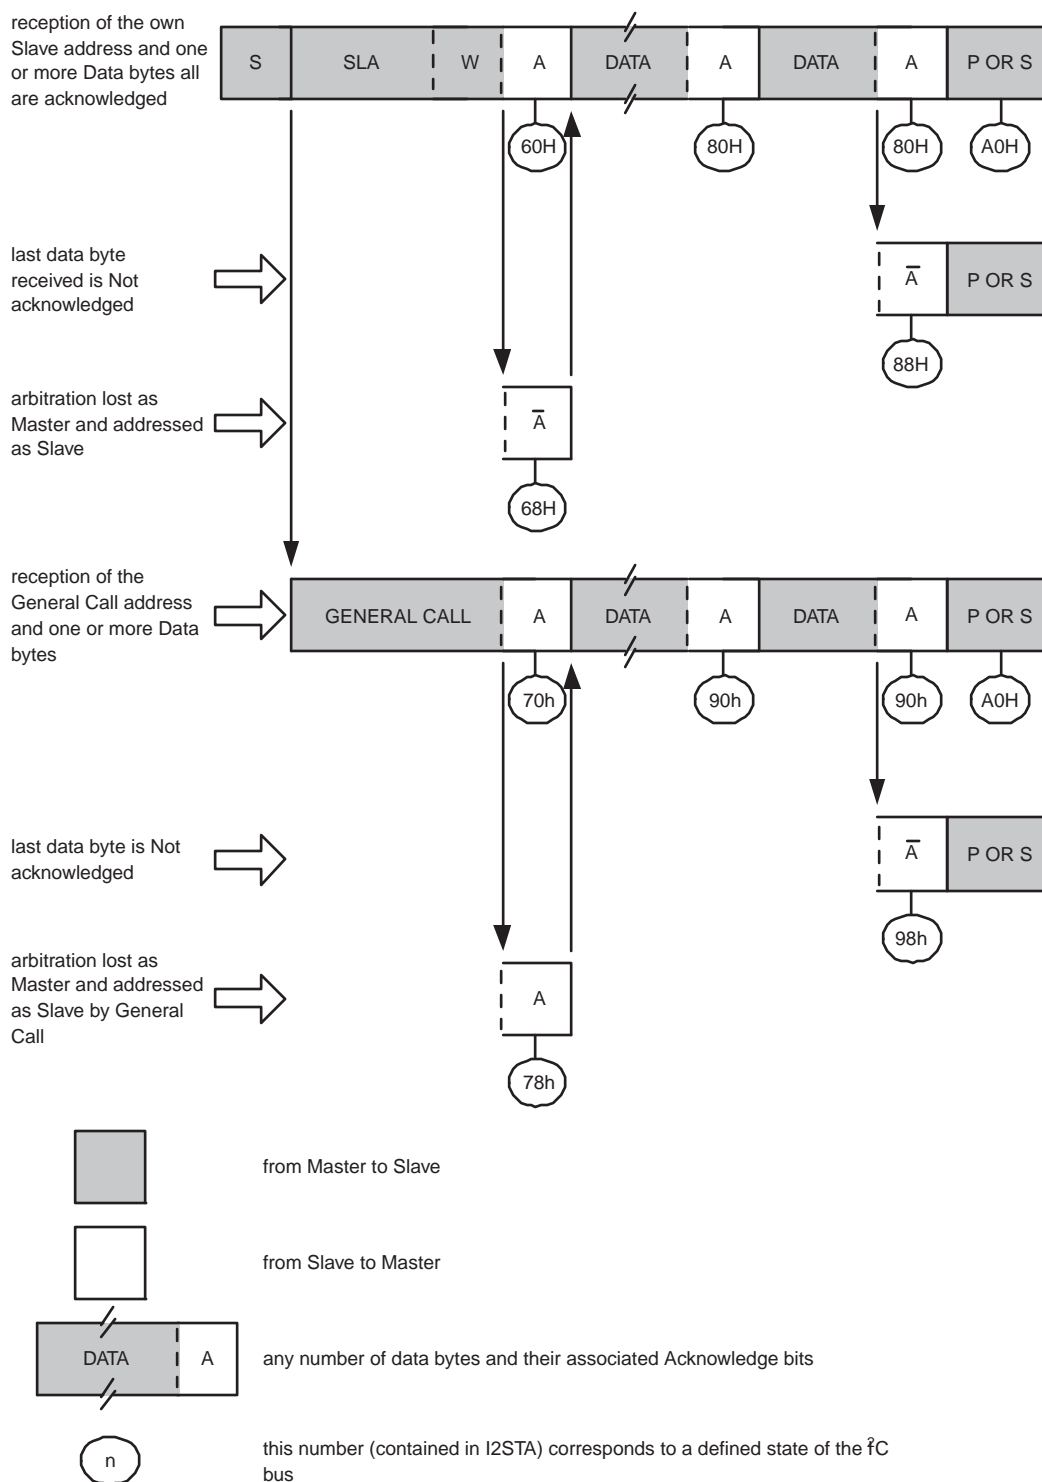 reception of the own
Slave address and one
or more Data bytes all
are acknowledged
S SLA W A DATA A DATA A P OR S
60H 80H 80H A0H
last data byte
received is Not
acknowledged
A̅ P OR S
88H
arbitration lost as
Master and addressed
as Slave
A̅
68H
reception of the
General Call address
and one or more Data
bytes
GENERAL CALL A DATA A DATA A P OR S
70h 90h 90h A0H
last data byte is Not
acknowledged
A̅ P OR S
98h
arbitration lost as
Master and addressed
as Slave by General
Call
A
78h
from Master to Slave
from Slave to Master
DATA A
any number of data bytes and their associated Acknowledge bits
n
this number (contained in I2STA) corresponds to a defined state of the I²C
bus